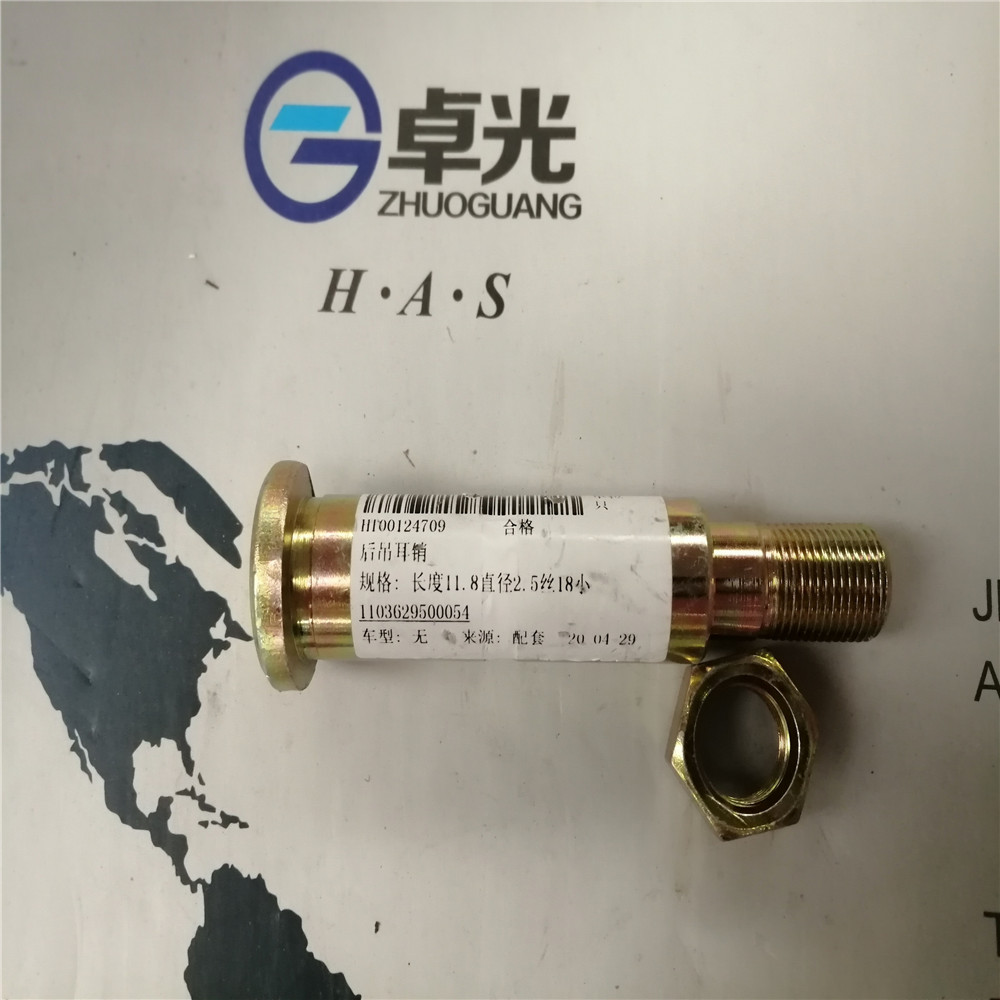 卓光
ZHUOGUANG
H·A·S
HT00124709 合格
后吊耳销
规格: 长度11.8直径2.5丝18小
1103629500054
车型: 无 来源: 配套 20 04 29